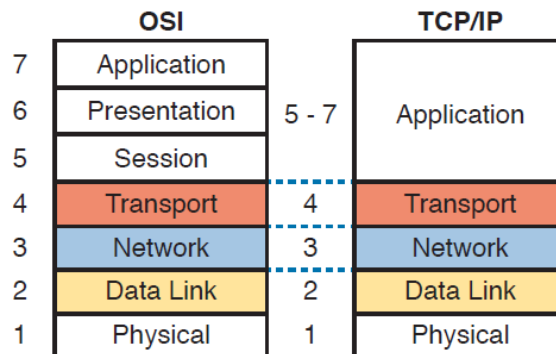 OSI TCP/IP
7 Application
6 Presentation 5 - 7 Application
5 Session
4 Transport 4 Transport
3 Network 3 Network
2 Data Link 2 Data Link
1 Physical 1 Physical